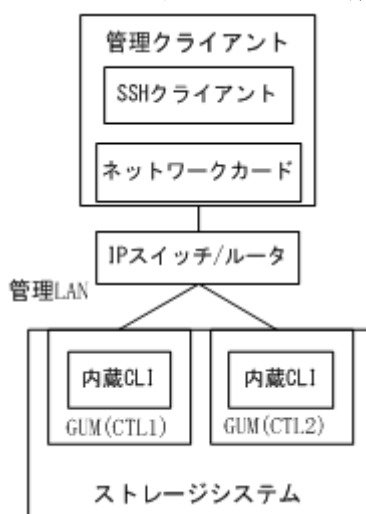 管理クライアント
SSHクライアント
ネットワークカード
IPスイッチ/ルータ
管理LAN
内蔵CLI
内蔵CLI
GUM(CTL1)
GUM(CTL2)
ストレージシステム